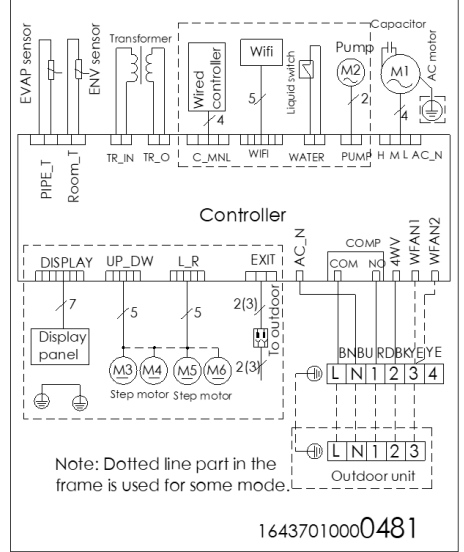 Capacitor
Transformer
EVAP sensor
ENV sensor
Wired controller
Wifi
Liquid switch
Pump
M2
M1
AC motor
4
5
2
4
PIPE_T
Room_T
TR_IN
TR_O
C_MNL
WIFI
WATER
PUMP
H M L AC_N
Controller
DISPLAY
UP_DW
L_R
EXIT
AC_N
COMP
COM
NO
4WV
WFAN1
WFAN2
7
5
5
2(3)
To outdoor
Display
panel
M3
M4
M5
M6
2(3)
Step motor
Step motor
BN
BU
RD
BK
YE
YE
L N 1 2 3 4
L N 1 2 3
Outdoor unit
Note: Dotted line part in the
frame is used for some mode.
16437010000481